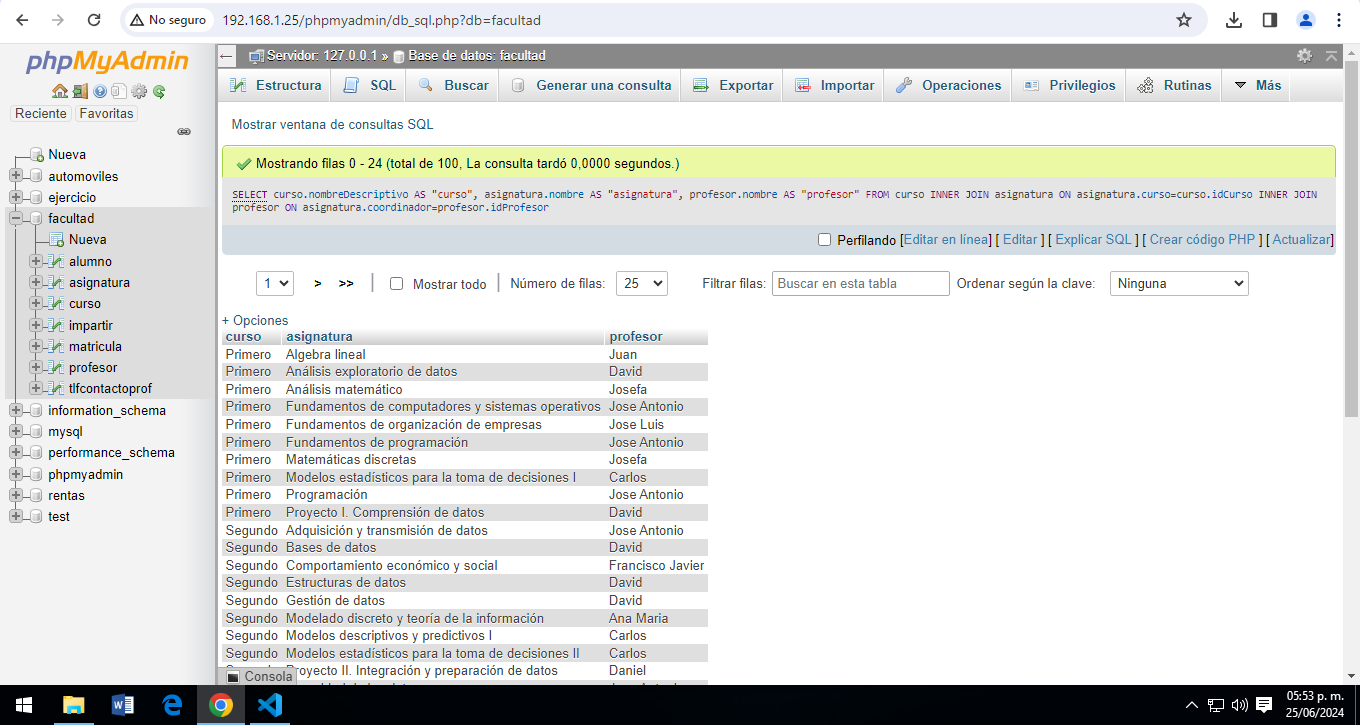 No seguro 192.168.1.25/phpmyadmin/db_sql.php?db=facultad
phpMyAdmin
Reciente Favoritas
Nueva
automoviles
ejercicio
facultad
Nueva
alumno
asignatura
curso
impartir
matricula
profesor
tlfcontactoprof
information_schema
mysql
performance_schema
phpmyadmin
rentas
test
Servidor: 127.0.0.1 » Base de datos: facultad
Estructura SQL Buscar Generar una consulta Exportar Importar Operaciones Privilegios Rutinas Más
Mostrar ventana de consultas SQL
Mostrando filas 0 - 24 (total de 100, La consulta tardó 0,0000 segundos.)
SELECT curso.nombreDescriptivo AS "curso", asignatura.nombre AS "asignatura", profesor.nombre AS "profesor" FROM curso INNER JOIN asignatura ON asignatura.curso=curso.idCurso INNER JOIN
profesor ON asignatura.coordinador=profesor.idProfesor
Perfilando [Editar en línea] [ Editar ] [ Explicar SQL ] [ Crear código PHP ] [ Actualizar]
1 > >> | Mostrar todo | Número de filas: 25 Filtrar filas: Buscar en esta tabla Ordenar según la clave: Ninguna
+ Opciones
curso asignatura profesor
Primero Algebra lineal Juan
Primero Análisis exploratorio de datos David
Primero Análisis matemático Josefa
Primero Fundamentos de computadores y sistemas operativos Jose Antonio
Primero Fundamentos de organización de empresas Jose Luis
Primero Fundamentos de programación Jose Antonio
Primero Matemáticas discretas Josefa
Primero Modelos estadísticos para la toma de decisiones I Carlos
Primero Programación Jose Antonio
Primero Proyecto I. Comprensión de datos David
Segundo Adquisición y transmisión de datos Jose Antonio
Segundo Bases de datos David
Segundo Comportamiento económico y social Francisco Javier
Segundo Estructuras de datos David
Segundo Gestión de datos David
Segundo Modelado discreto y teoría de la información Ana Maria
Segundo Modelos descriptivos y predictivos I Carlos
Segundo Modelos estadísticos para la toma de decisiones II Carlos
Proyecto II. Integración y preparación de datos Daniel
Consola
05:53 p. m.
25/06/2024